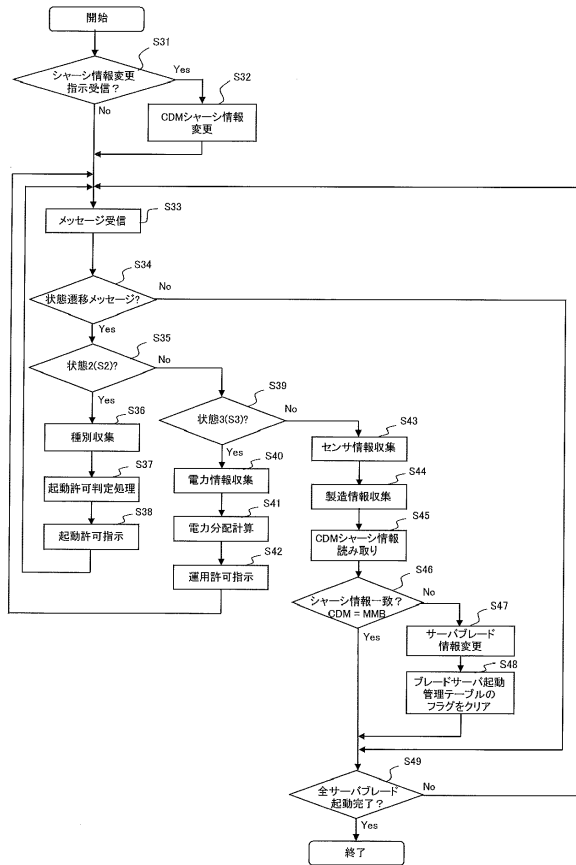 開始
S31
シャーシ情報変更
指示受信？
Yes
No
S32
CDMシャーシ情報
変更
S33
メッセージ受信
S34
状態遷移メッセージ？
No
Yes
S35
状態2(S2)？
No
Yes
S36
種別収集
S37
起動許可判定処理
S38
起動許可指示
S39
状態3(S3)？
No
Yes
S40
電力情報収集
S41
電力分配計算
S42
運用許可指示
S43
センサ情報収集
S44
製造情報収集
S45
CDMシャーシ情報
読み取り
S46
シャーシ情報一致？
CDM = MMB
No
Yes
S47
サーバブレード
情報変更
S48
ブレードサーバ起動
管理テーブルの
フラグをクリア
S49
全サーバブレード
起動完了？
No
Yes
終了